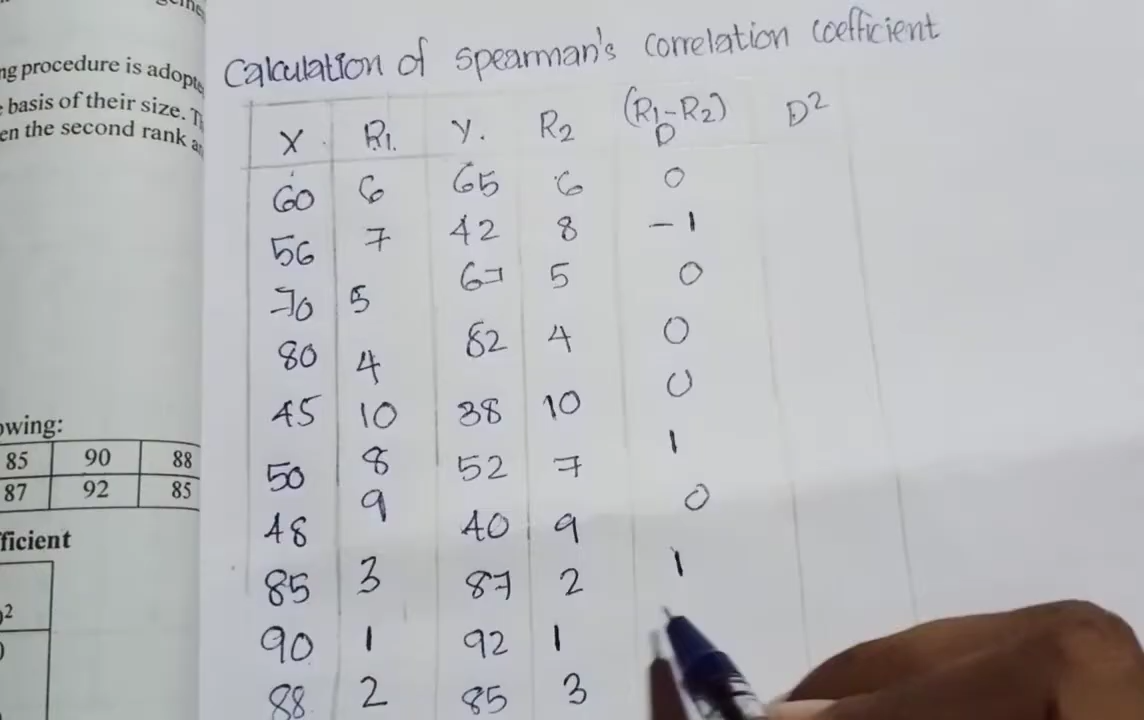 ng procedure is adopte
basis of their size. T
en the second rank a
owing:
85 90 88
87 92 85
ficient
Calculation of spearman's correlation coefficient
X R1. Y. R2 (R1-R2) D D2
60 6 65 6 0
56 7 42 8 -1
70 5 67 5 0
80 4 82 4 0
45 10 38 10 0
50 8 52 7 1
48 9 40 9 0
85 3 87 2 1
90 1 92 1
88 2 85 3